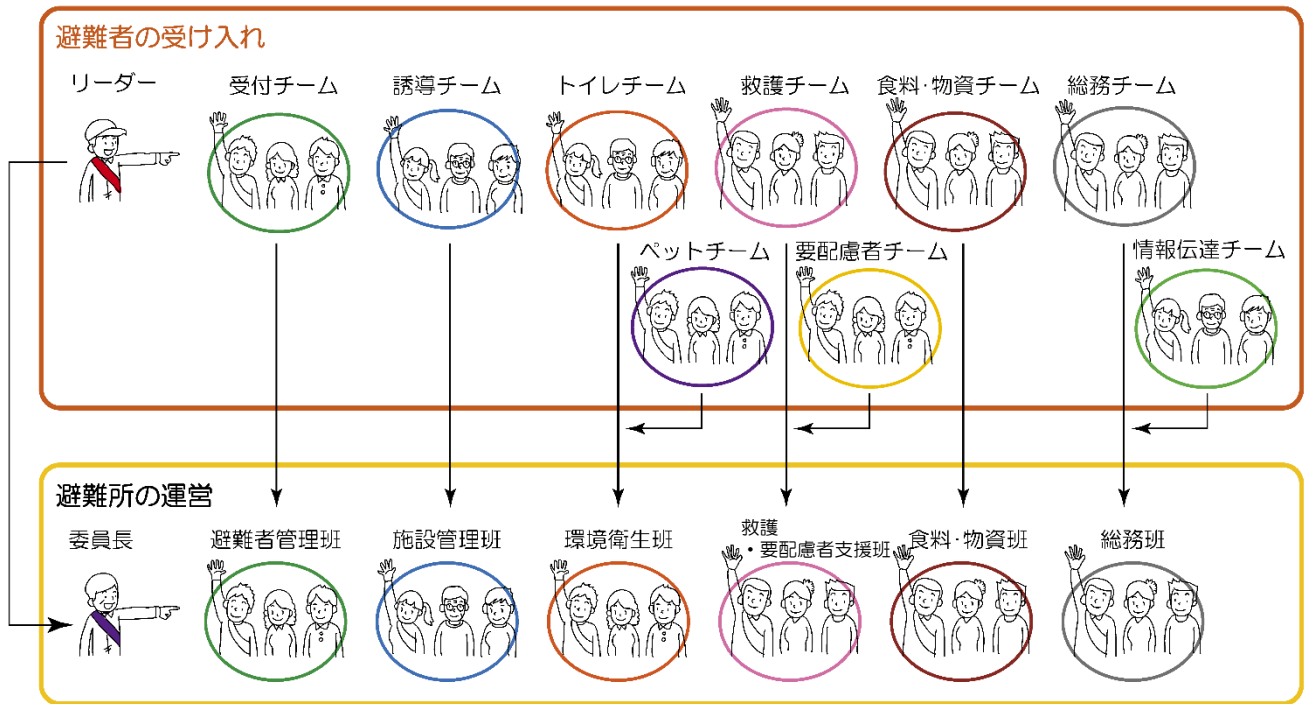 避難者の受け入れ
リーダー
受付チーム
誘導チーム
トイレチーム
救護チーム
食料・物資チーム
総務チーム
ペットチーム
要配慮者チーム
情報伝達チーム
避難所の運営
委員長
避難者管理班
施設管理班
環境衛生班
救護
・要配慮者支援班
食料・物資班
総務班